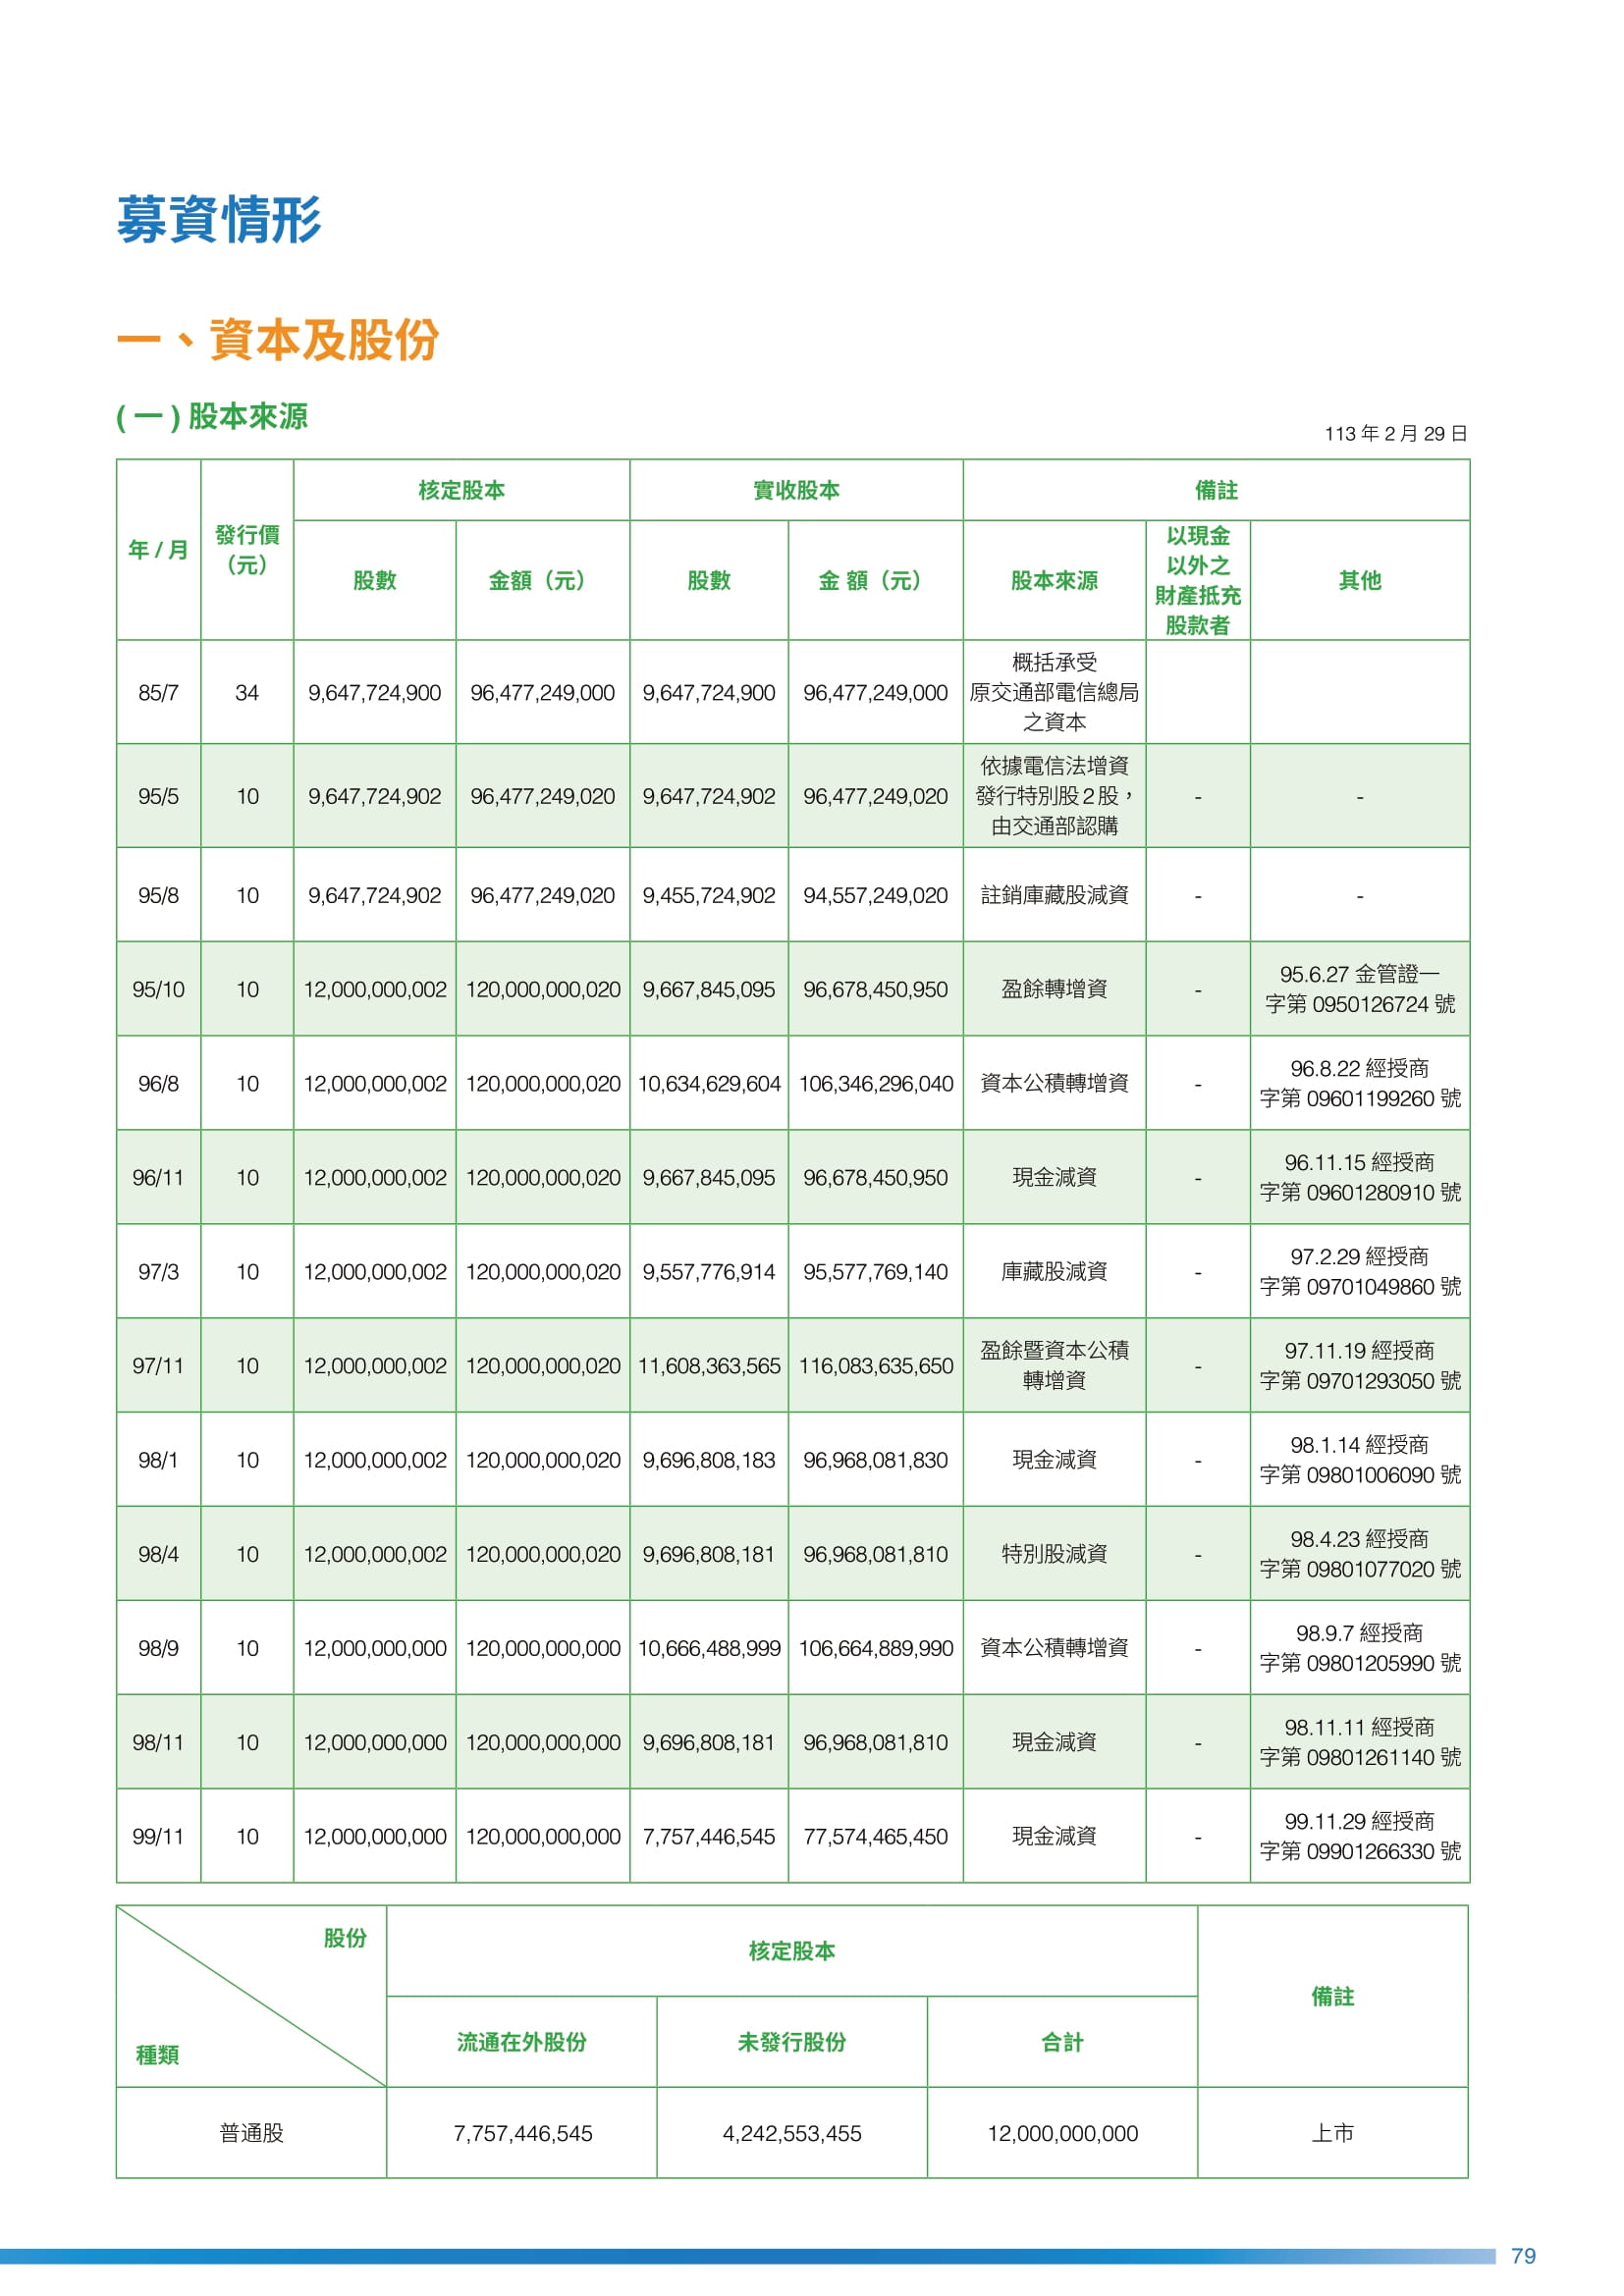 募資情形
一、資本及股份
(一)股本來源
113 年 2 月 29 日
年 / 月 發行價（元） 核定股本 實收股本 備註
股數 金額（元） 股數 金 額（元） 股本來源 以現金以外之財產抵充股款者 其他
85/7 34 9,647,724,900 96,477,249,000 9,647,724,900 96,477,249,000 概括承受原交通部電信總局之資本
95/5 10 9,647,724,902 96,477,249,020 9,647,724,902 96,477,249,020 依據電信法增資發行特別股 2 股，由交通部認購 - -
95/8 10 9,647,724,902 96,477,249,020 9,455,724,902 94,557,249,020 註銷庫藏股減資 - -
95/10 10 12,000,000,002 120,000,000,020 9,667,845,095 96,678,450,950 盈餘轉增資 - 95.6.27 金管證一字第 0950126724 號
96/8 10 12,000,000,002 120,000,000,020 10,634,629,604 106,346,296,040 資本公積轉增資 - 96.8.22 經授商字第 09601199260 號
96/11 10 12,000,000,002 120,000,000,020 9,667,845,095 96,678,450,950 現金減資 - 96.11.15 經授商字第 09601280910 號
97/3 10 12,000,000,002 120,000,000,020 9,557,776,914 95,577,769,140 庫藏股減資 - 97.2.29 經授商字第 09701049860 號
97/11 10 12,000,000,002 120,000,000,020 11,608,363,565 116,083,635,650 盈餘暨資本公積轉增資 - 97.11.19 經授商字第 09701293050 號
98/1 10 12,000,000,002 120,000,000,020 9,696,808,183 96,968,081,830 現金減資 - 98.1.14 經授商字第 09801006090 號
98/4 10 12,000,000,002 120,000,000,020 9,696,808,181 96,968,081,810 特別股減資 - 98.4.23 經授商字第 09801077020 號
98/9 10 12,000,000,000 120,000,000,000 10,666,488,999 106,664,889,990 資本公積轉增資 - 98.9.7 經授商字第 09801205990 號
98/11 10 12,000,000,000 120,000,000,000 9,696,808,181 96,968,081,810 現金減資 - 98.11.11 經授商字第 09801261140 號
99/11 10 12,000,000,000 120,000,000,000 7,757,446,545 77,574,465,450 現金減資 - 99.11.29 經授商字第 09901266330 號
股份 種類 核定股本 備註
流通在外股份 未發行股份 合計
普通股 7,757,446,545 4,242,553,455 12,000,000,000 上市
79